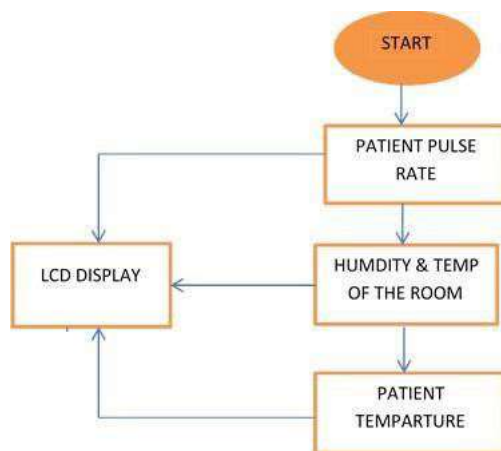 START
PATIENT PULSE
RATE
LCD DISPLAY
HUMDITY & TEMP
OF THE ROOM
PATIENT
TEMPARTURE